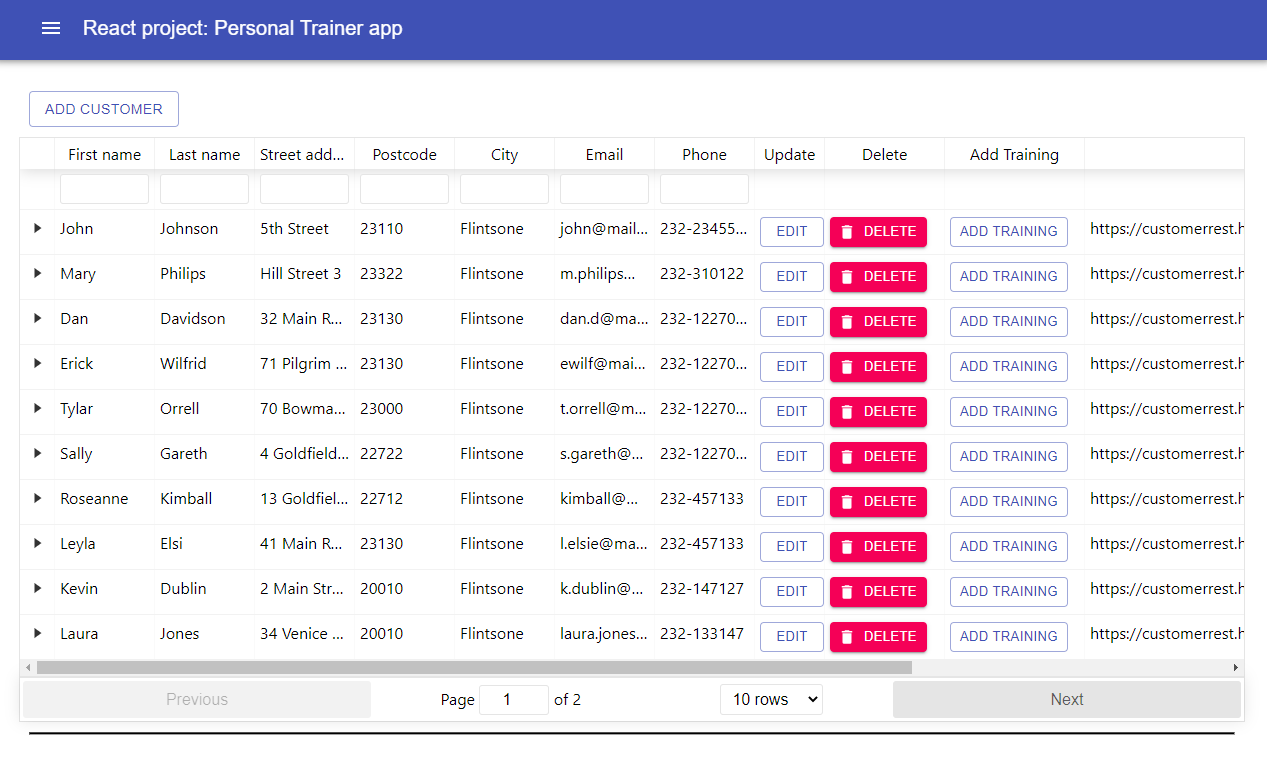 React project: Personal Trainer app
ADD CUSTOMER
First name Last name Street add... Postcode City Email Phone Update Delete Add Training
John Johnson 5th Street 23110 Flintsone john@mail... 232-23455... EDIT DELETE ADD TRAINING https://customerrest.h
Mary Philips Hill Street 3 23322 Flintsone m.philips... 232-310122 EDIT DELETE ADD TRAINING https://customerrest.h
Dan Davidson 32 Main R... 23130 Flintsone dan.d@ma... 232-12270... EDIT DELETE ADD TRAINING https://customerrest.h
Erick Wilfrid 71 Pilgrim ... 23130 Flintsone ewilf@mai... 232-12270... EDIT DELETE ADD TRAINING https://customerrest.h
Tylar Orrell 70 Bowma... 23000 Flintsone t.orrell@m... 232-12270... EDIT DELETE ADD TRAINING https://customerrest.h
Sally Gareth 4 Goldfield... 22722 Flintsone s.gareth@... 232-12270... EDIT DELETE ADD TRAINING https://customerrest.h
Roseanne Kimball 13 Goldfiel... 22712 Flintsone kimball@... 232-457133 EDIT DELETE ADD TRAINING https://customerrest.h
Leyla Elsi 41 Main R... 23130 Flintsone l.elsie@ma... 232-457133 EDIT DELETE ADD TRAINING https://customerrest.h
Kevin Dublin 2 Main Str... 20010 Flintsone k.dublin@... 232-147127 EDIT DELETE ADD TRAINING https://customerrest.h
Laura Jones 34 Venice ... 20010 Flintsone laura.jones... 232-133147 EDIT DELETE ADD TRAINING https://customerrest.h
Previous Page 1 of 2 10 rows Next